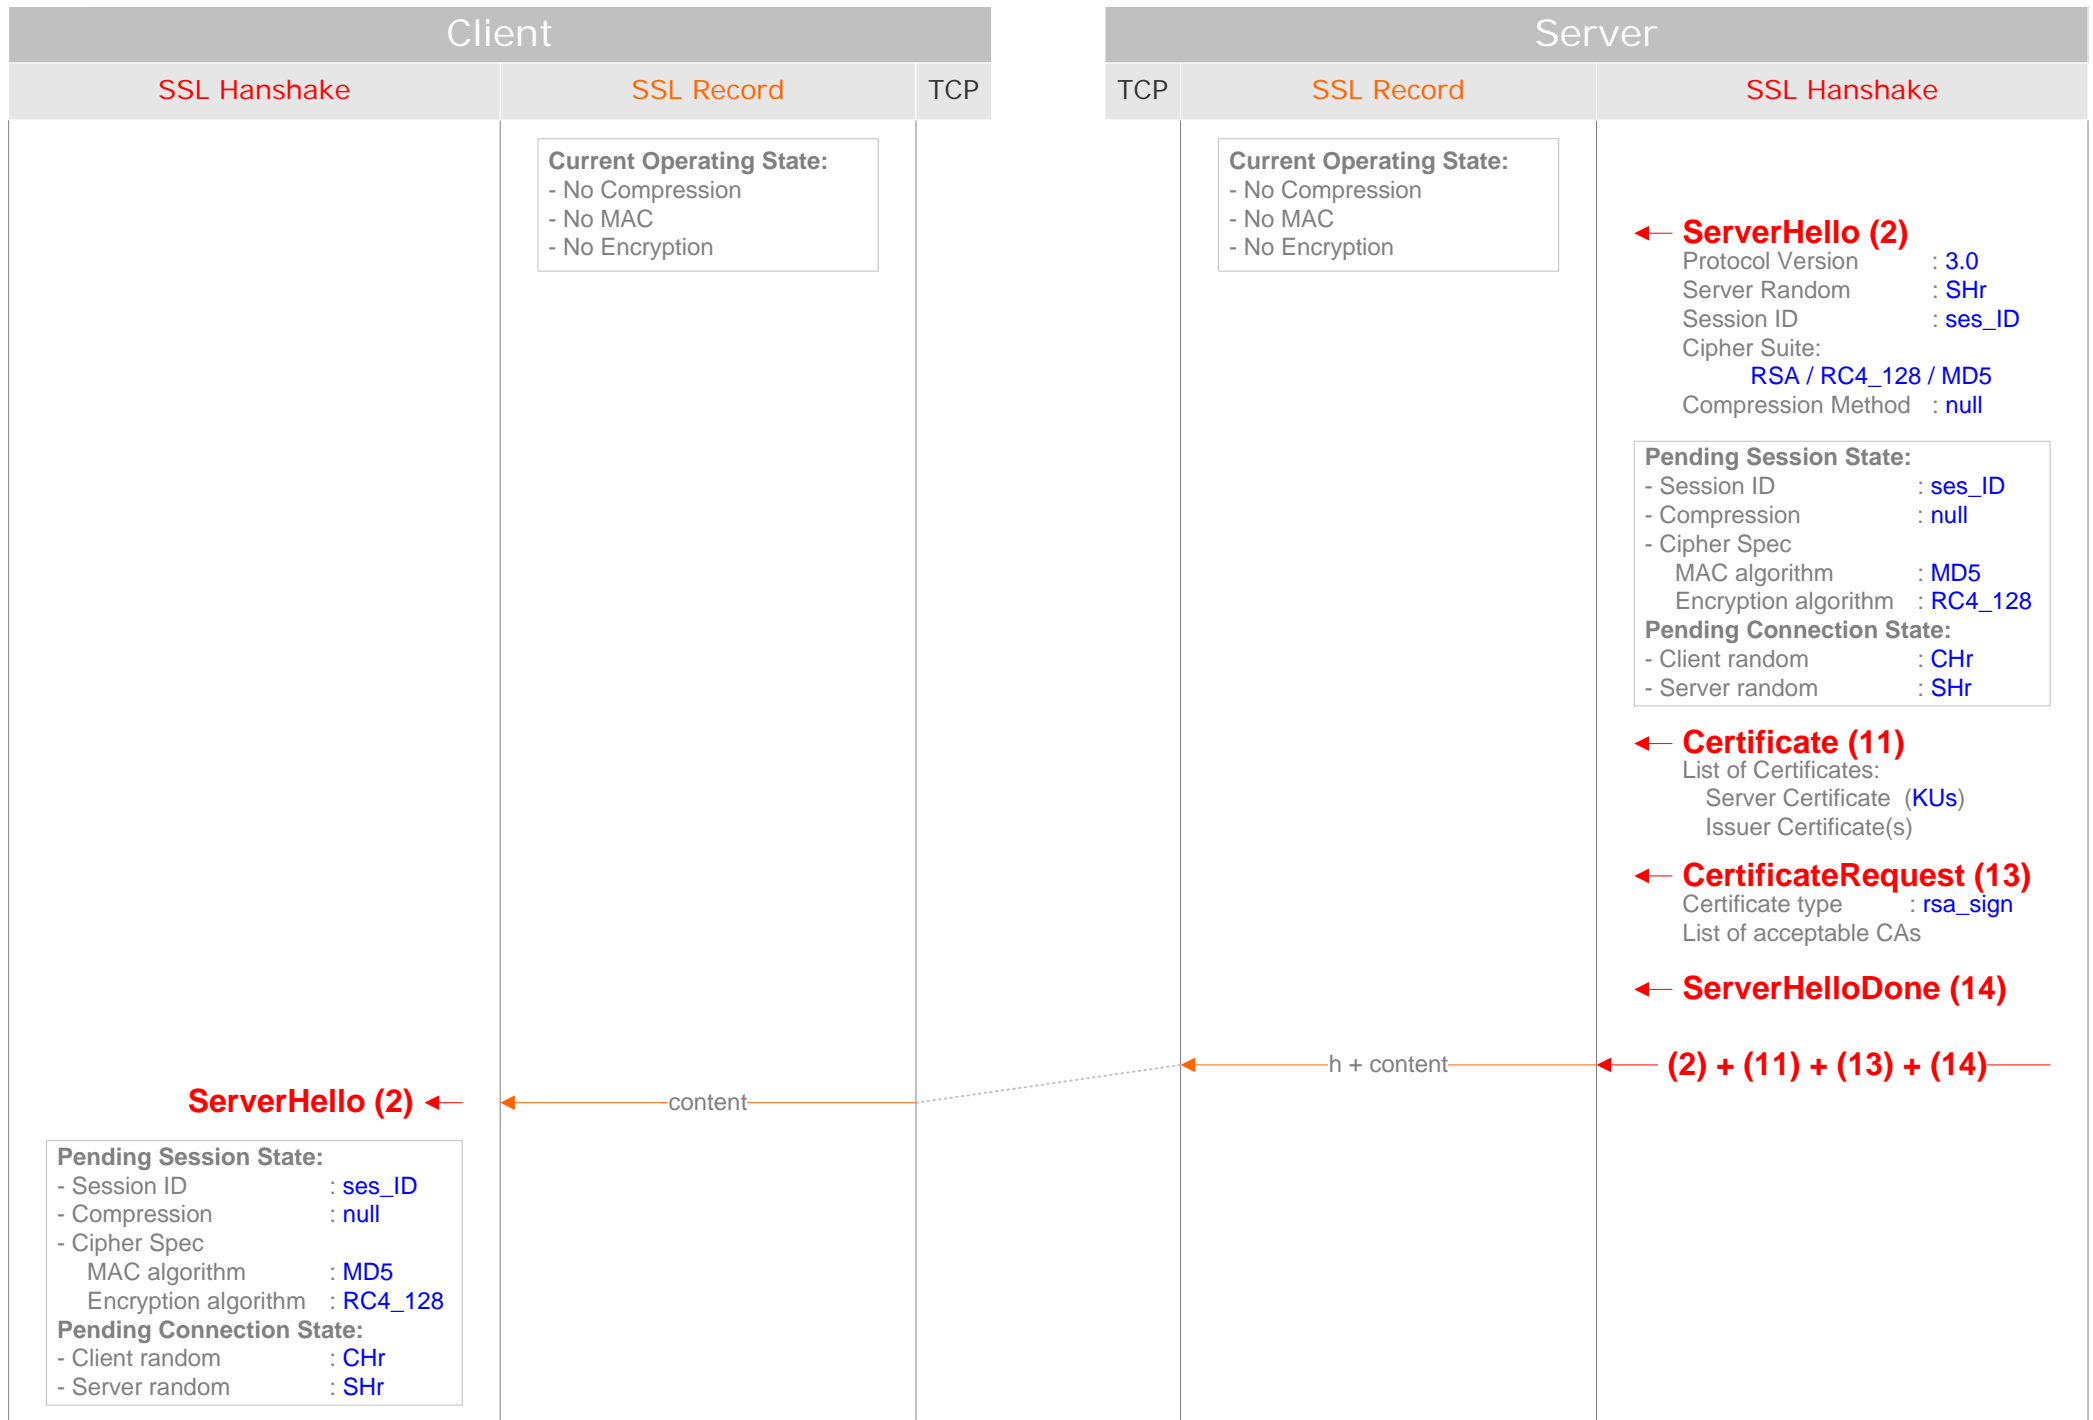 Client
Server
SSL Hanshake
SSL Record
TCP
TCP
SSL Record
SSL Hanshake
Current Operating State:
- No Compression
- No MAC
- No Encryption
Current Operating State:
- No Compression
- No MAC
- No Encryption
ServerHello (2)
Protocol Version : 3.0
Server Random : SHr
Session ID : ses_ID
Cipher Suite:
RSA / RC4_128 / MD5
Compression Method : null
Pending Session State:
- Session ID : ses_ID
- Compression : null
- Cipher Spec
MAC algorithm : MD5
Encryption algorithm : RC4_128
Pending Connection State:
- Client random : CHr
- Server random : SHr
Certificate (11)
List of Certificates:
Server Certificate (KUs)
Issuer Certificate(s)
CertificateRequest (13)
Certificate type : rsa_sign
List of acceptable CAs
ServerHelloDone (14)
h + content
(2) + (11) + (13) + (14)
ServerHello (2)
content
Pending Session State:
- Session ID : ses_ID
- Compression : null
- Cipher Spec
MAC algorithm : MD5
Encryption algorithm : RC4_128
Pending Connection State:
- Client random : CHr
- Server random : SHr